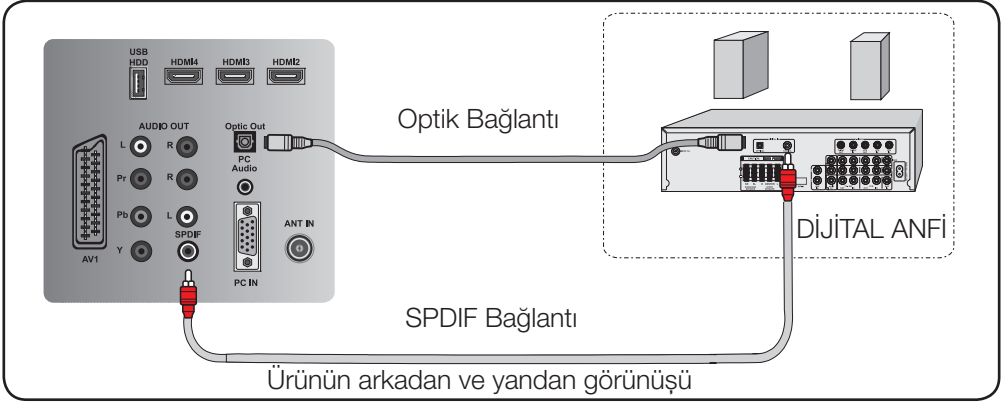 USB
HDD
HDMI4
HDMI3
HDMI2
AUDIO OUT
Optic Out
L
R
PC
Audio
Pr
R
Pb
L
SPDIF
Y
ANT IN
AV1
PC IN
Optik Bağlantı
DİJİTAL ANFİ
SPDIF Bağlantı
Ürünün arkadan ve yandan görünüşü